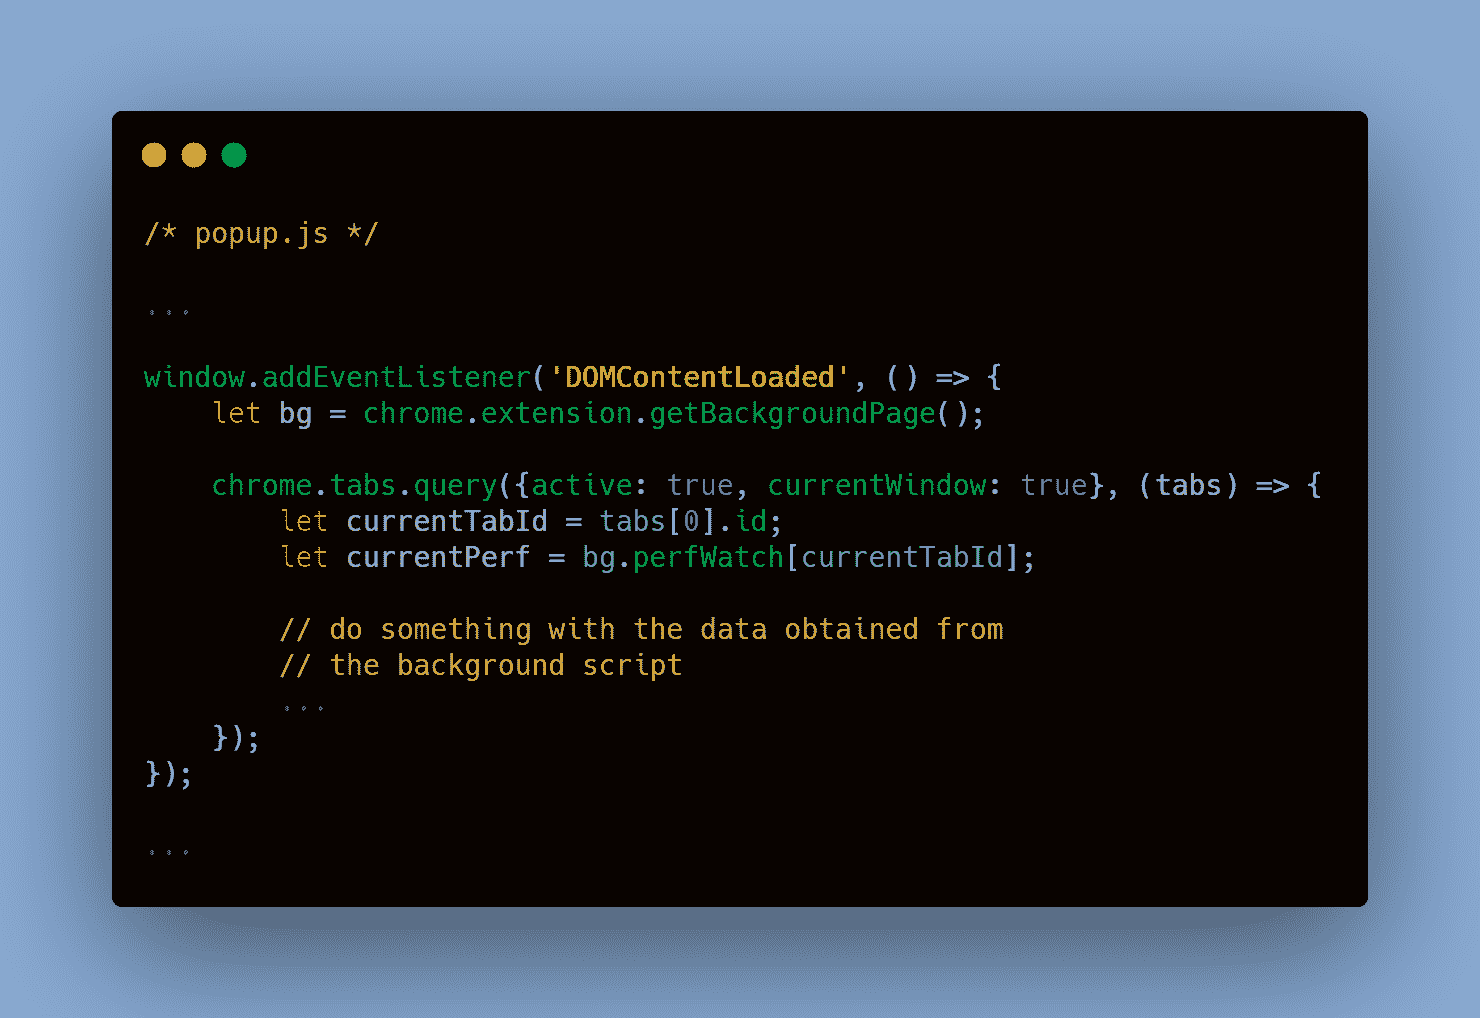 /* popup.js */
...
window.addEventListener('DOMContentLoaded', () => {
    let bg = chrome.extension.getBackgroundPage();
    chrome.tabs.query({active: true, currentWindow: true}, (tabs) => {
        let currentTabId = tabs[0].id;
        let currentPerf = bg.perfWatch[currentTabId];
        // do something with the data obtained from
        // the background script
        ...
    });
});
...